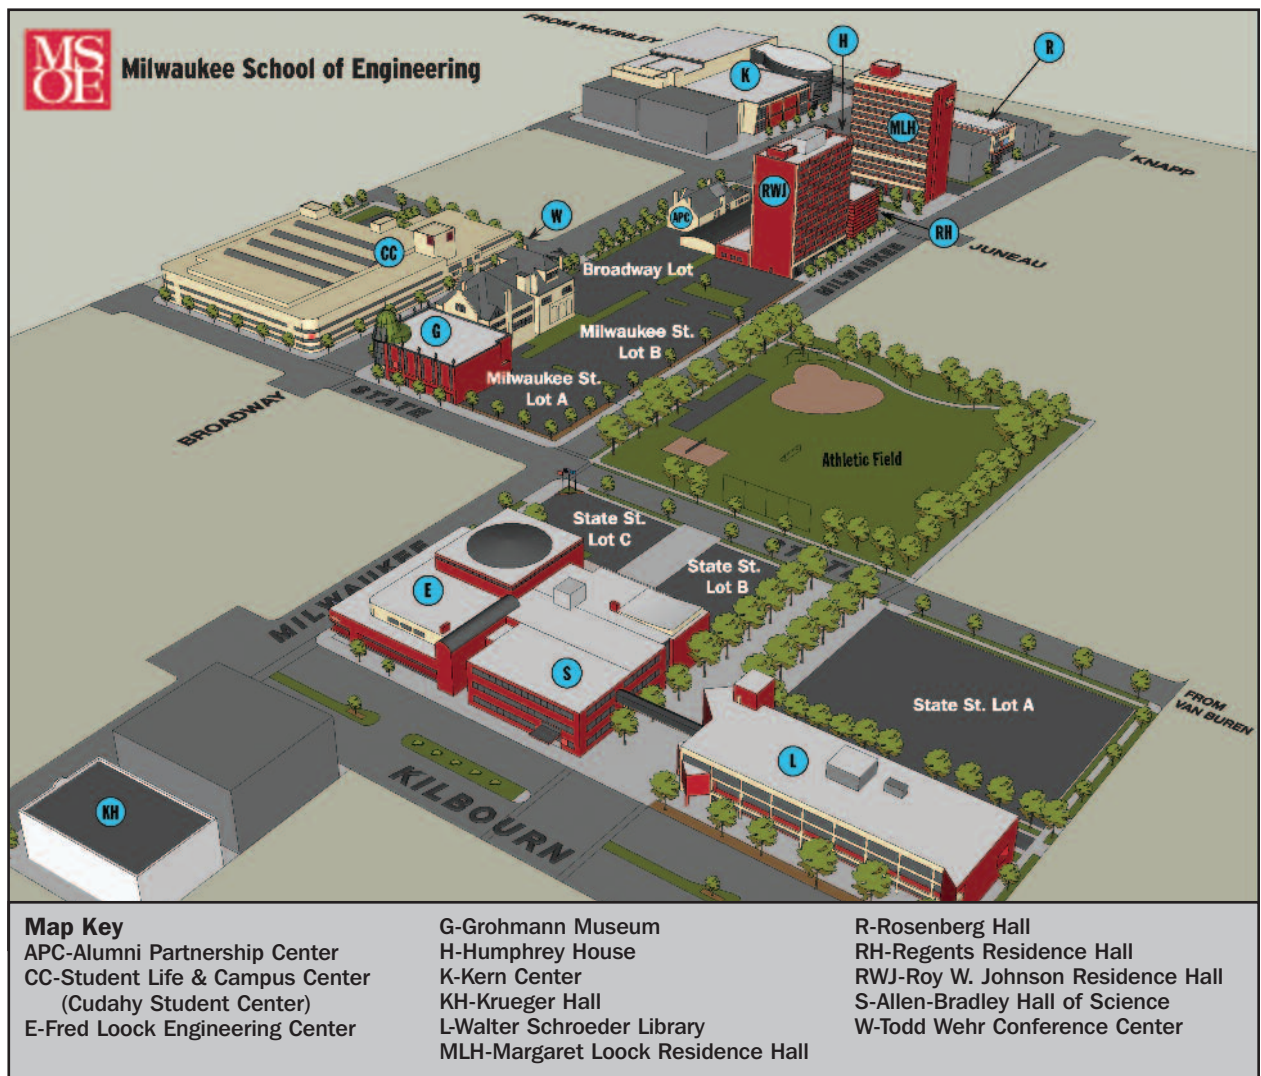 MS
OE
Milwaukee School of Engineering
FROM McKINLEY
H
R
K
MLH
KNAPP
RWJ
APC
W
RH
JUNEAU
CC
MILWAUKEE
Broadway Lot
G
Milwaukee St.
Lot B
Milwaukee St.
Lot A
BROADWAY
STATE
Athletic Field
State St.
Lot C
STATE
State St.
Lot B
MILWAUKEE
E
S
State St. Lot A
FROM
VAN BUREN
L
KILBOURN
KH
Map Key
APC-Alumni Partnership Center
CC-Student Life & Campus Center
(Cudahy Student Center)
E-Fred Loock Engineering Center
G-Grohmann Museum
H-Humphrey House
K-Kern Center
KH-Krueger Hall
L-Walter Schroeder Library
MLH-Margaret Loock Residence Hall
R-Rosenberg Hall
RH-Regents Residence Hall
RWJ-Roy W. Johnson Residence Hall
S-Allen-Bradley Hall of Science
W-Todd Wehr Conference Center